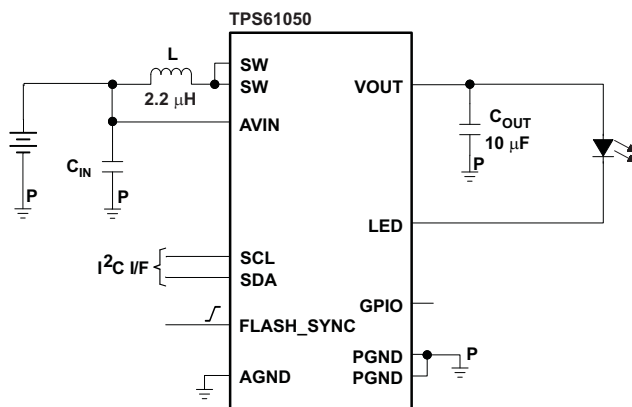 TPS61050
L
SW
SW
2.2 μH
VOUT
AVIN
C_OUT
10 μF
P
C_IN
P
P
LED
I²C I/F
SCL
SDA
GPIO
FLASH_SYNC
PGND
P
PGND
AGND